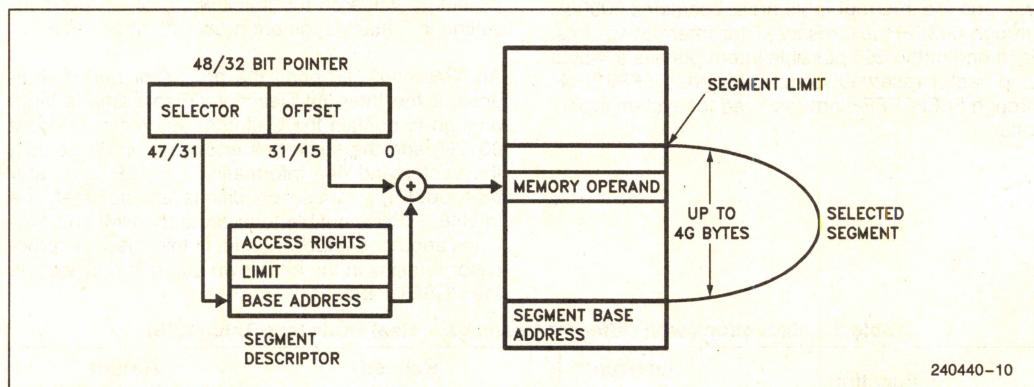 48/32 BIT POINTER
SELECTOR OFFSET
47/31 31/15 0
+
ACCESS RIGHTS
LIMIT
BASE ADDRESS
SEGMENT
DESCRIPTOR
SEGMENT LIMIT
MEMORY OPERAND
UP TO
4G BYTES
SELECTED
SEGMENT
SEGMENT BASE
ADDRESS
240440-10